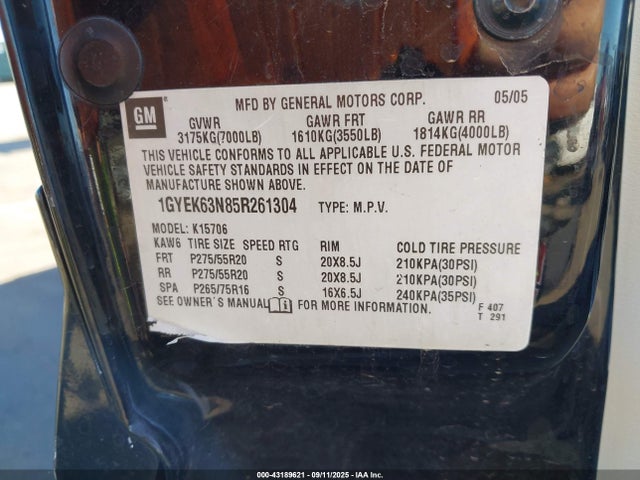 GM
MFD BY GENERAL MOTORS CORP. 05/05
GVWR GAWR FRT GAWR RR
3175KG(7000LB) 1610KG(3550LB) 1814KG(4000LB)
THIS VEHICLE CONFORMS TO ALL APPLICABLE U.S. FEDERAL MOTOR
VEHICLE SAFETY STANDARDS IN EFFECT ON THE DATE OF
MANUFACTURE SHOWN ABOVE.
1GYEK63N85R261304 TYPE: M.P.V.
MODEL: K15706
KAW6 TIRE SIZE SPEED RTG RIM COLD TIRE PRESSURE
FRT P275/55R20 S 20X8.5J 210KPA(30PSI)
RR P275/55R20 S 20X8.5J 210KPA(30PSI)
SPA P265/75R16 S 16X6.5J 240KPA(35PSI)
SEE OWNER'S MANUAL FOR MORE INFORMATION.
F 407
T 291
000-43189621 - 09/11/2025 - IAA Inc.